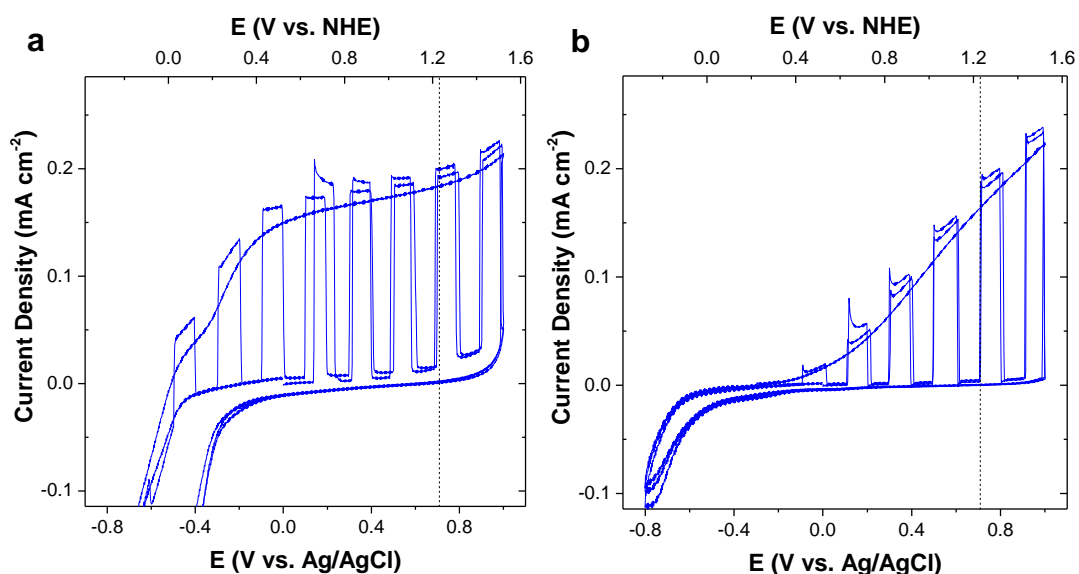 a
E (V vs. NHE)
0.0 0.4 0.8 1.2 1.6
Current Density (mA cm⁻²)
0.2
0.1
0.0
-0.1
-0.8 -0.4 0.0 0.4 0.8
E (V vs. Ag/AgCl)
b
E (V vs. NHE)
0.0 0.4 0.8 1.2 1.6
Current Density (mA cm⁻²)
0.2
0.1
0.0
-0.1
-0.8 -0.4 0.0 0.4 0.8
E (V vs. Ag/AgCl)